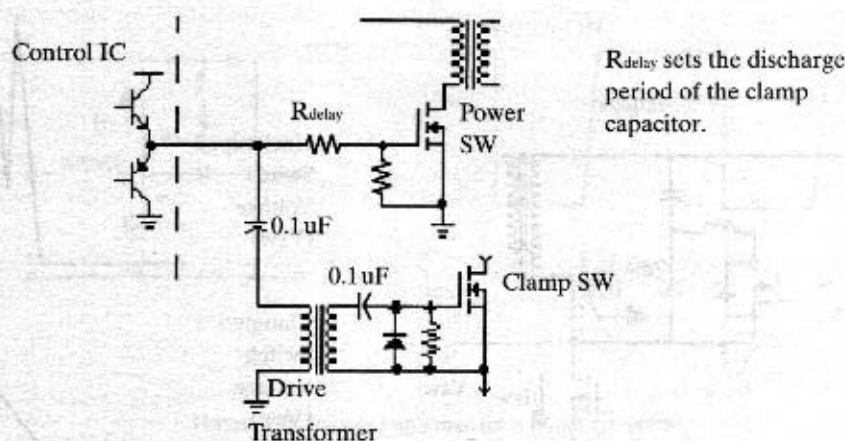 Control IC
Rdelay
Power
SW
Rdelay sets the discharge
period of the clamp
capacitor.
0.1uF
0.1uF
Clamp SW
Drive
Transformer